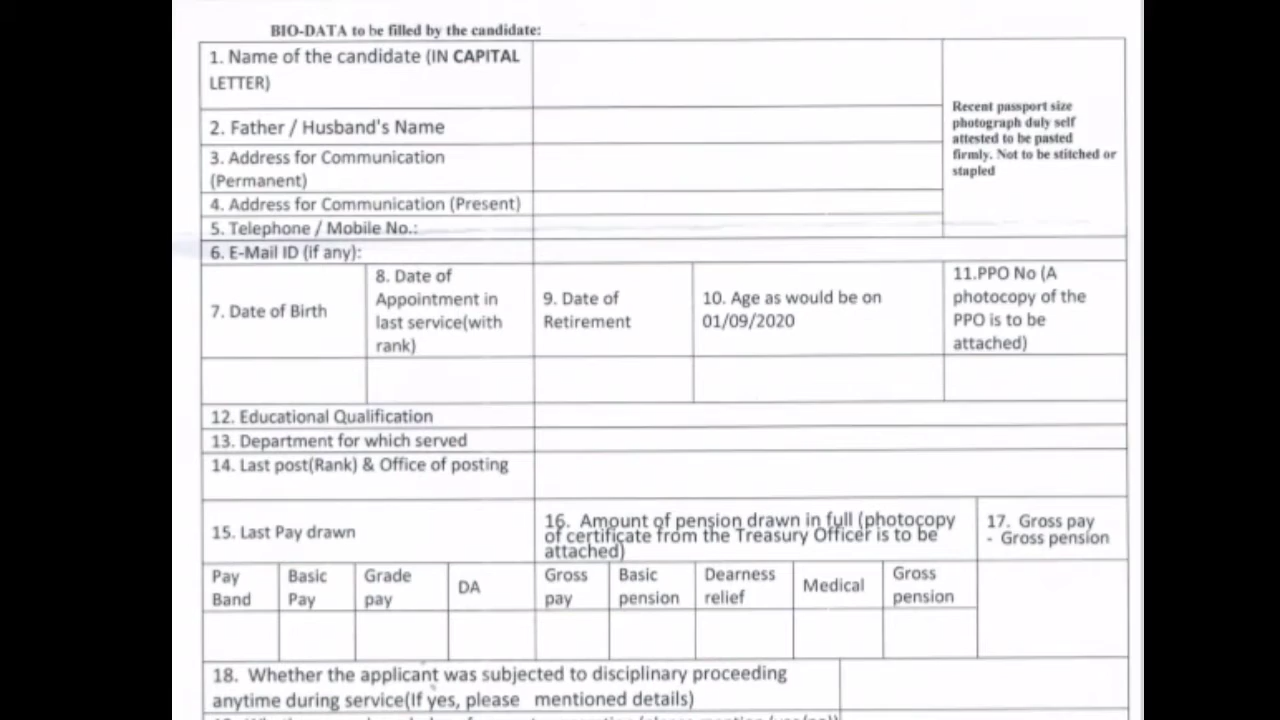 BIO-DATA to be filled by the candidate:
1. Name of the candidate (IN CAPITAL
LETTER)
Recent passport size
photograph duly self
attested to be pasted
firmly. Not to be stitched or
stapled
2. Father / Husband's Name
3. Address for Communication
(Permanent)
4. Address for Communication (Present)
5. Telephone / Mobile No.:
6. E-Mail ID (if any):
7. Date of Birth
8. Date of
Appointment in
last service(with
rank)
9. Date of
Retirement
10. Age as would be on
01/09/2020
11.PPO No (A
photocopy of the
PPO is to be
attached)
12. Educational Qualification
13. Department for which served
14. Last post(Rank) & Office of posting
15. Last Pay drawn
16. Amount of pension drawn in full (photocopy
of certificate from the Treasury Officer is to be
attached)
17. Gross pay
- Gross pension
Pay
Band
Basic
Pay
Grade
pay
DA
Gross
pay
Basic
pension
Dearness
relief
Medical
Gross
pension
18. Whether the applicant was subjected to disciplinary proceeding
anytime during service(If yes, please mentioned details)